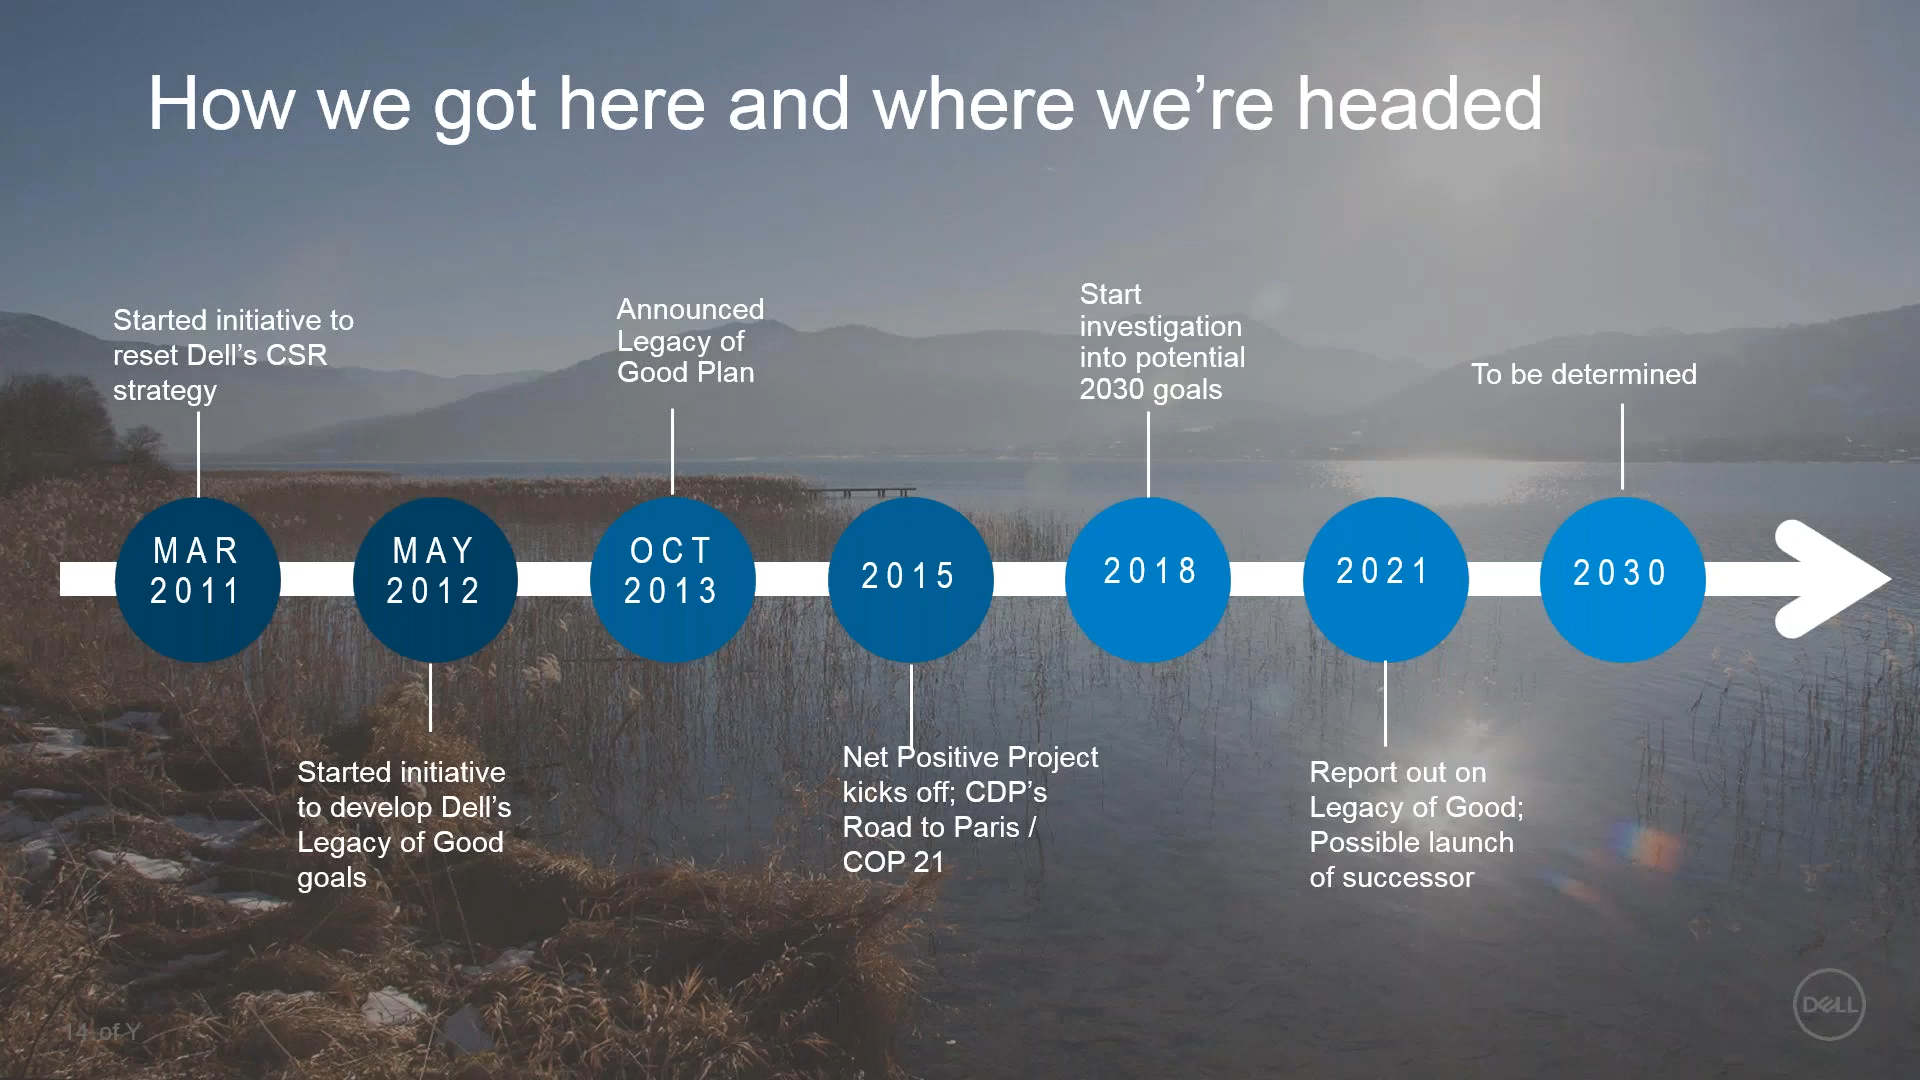 How we got here and where we’re headed
Started initiative to
reset Dell’s CSR
strategy
MAR
2011
MAY
2012
Started initiative
to develop Dell’s
Legacy of Good
goals
Announced
Legacy of
Good Plan
OCT
2013
2015
Net Positive Project
kicks off; CDP’s
Road to Paris /
COP 21
Start
investigation
into potential
2030 goals
2018
2021
Report out on
Legacy of Good;
Possible launch
of successor
To be determined
2030
14 of Y
DELL